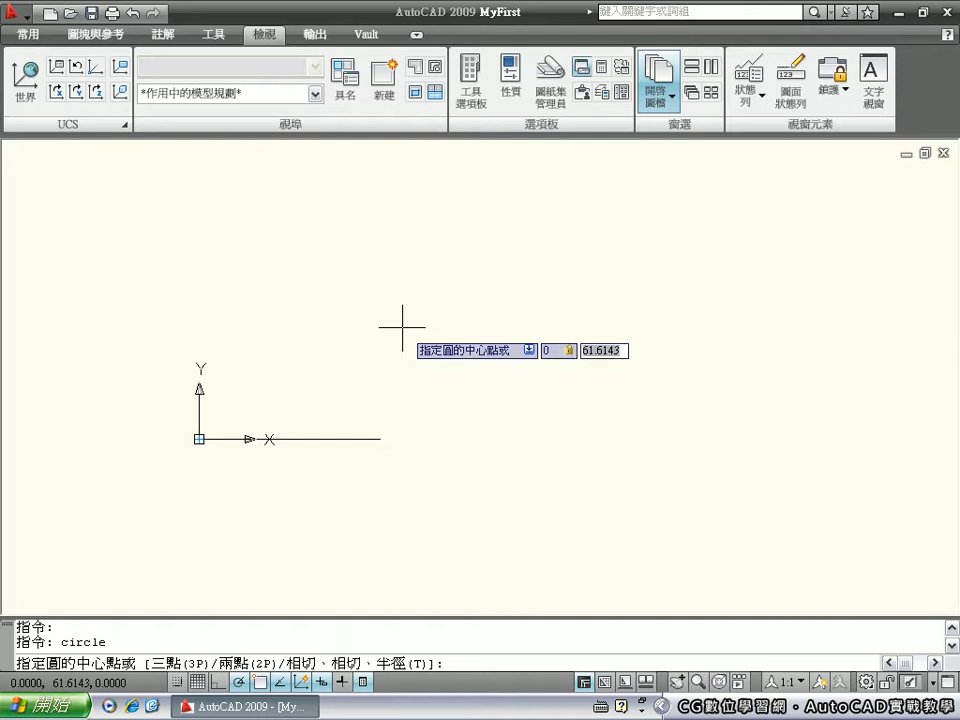 AutoCAD 2009 MyFirst
鍵入關鍵字或詞組
常用
圖塊與參考
註解
工具
檢視
輸出
Vault
世界
*作用中的模型規劃*
具名
新建
工具
選項板
性質
圖紙集
管理員
開啓
圖檔
狀態
列
圖面
狀態列
鎖護
文字
視窗
UCS
視埠
選項板
窗選
視窗元素
指定圓的中心點或
0
61.6143
Y
X
指令:
指令: circle
指定圓的中心點或 [三點(3P)/兩點(2P)/相切、相切、半徑(T)]:
0.0000, 61.6143, 0.0000
1:1
開始
AutoCAD 2009 - [My...
CG數位學習網·AutoCAD實戰教學